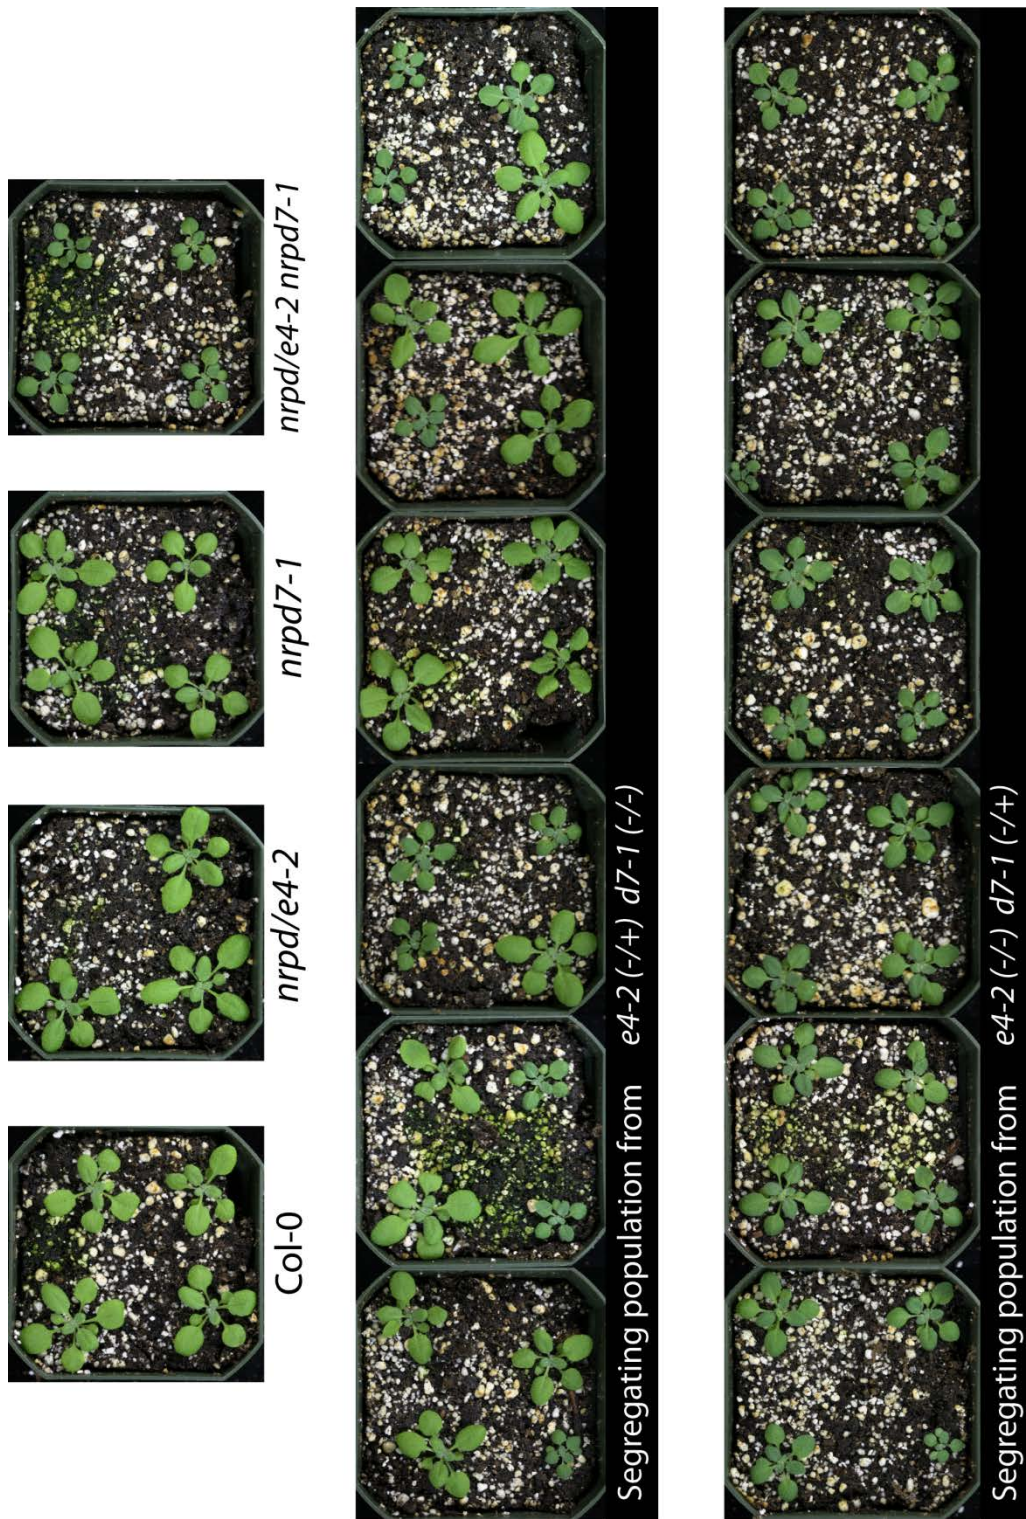 Col-0
nrpd/e4-2
nrpd7-1
nrpd/e4-2 nrpd7-1
Segregating population from e4-2 (-/+) d7-1 (-/-)
Segregating population from e4-2 (-/-) d7-1 (-/+)